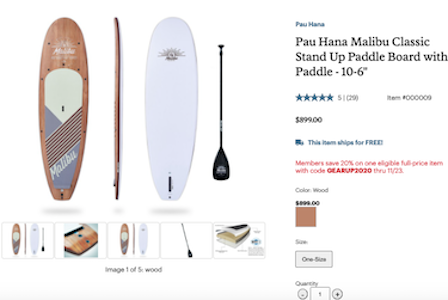 Pau Hana
Pau Hana Malibu Classic
Stand Up Paddle Board with
Paddle - 10-6"
5 | (29)
Item #000009
$899.00
This item ships for FREE!
Members save 20% on one eligible full-price item
with code GEARUP2020 thru 11/23.
Color: Wood
$899.00
Size:
One-Size
Quantity
- 1 +
Image 1 of 5: wood
Malibu
Malibu